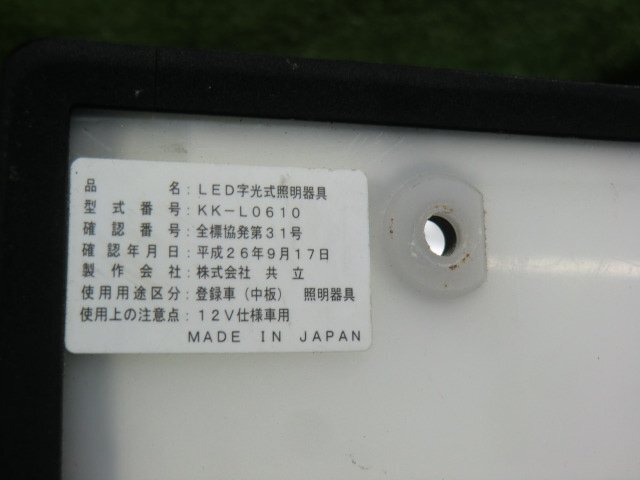 品 名：LED字光式照明器具
型式番号：KK－L0610
確認番号：全標協発第31号
確認年月日：平成26年9月17日
製作会社：株式会社 共立
使用用途区分：登録車（中板） 照明器具
使用上の注意点：12V仕様車用
MADE IN JAPAN